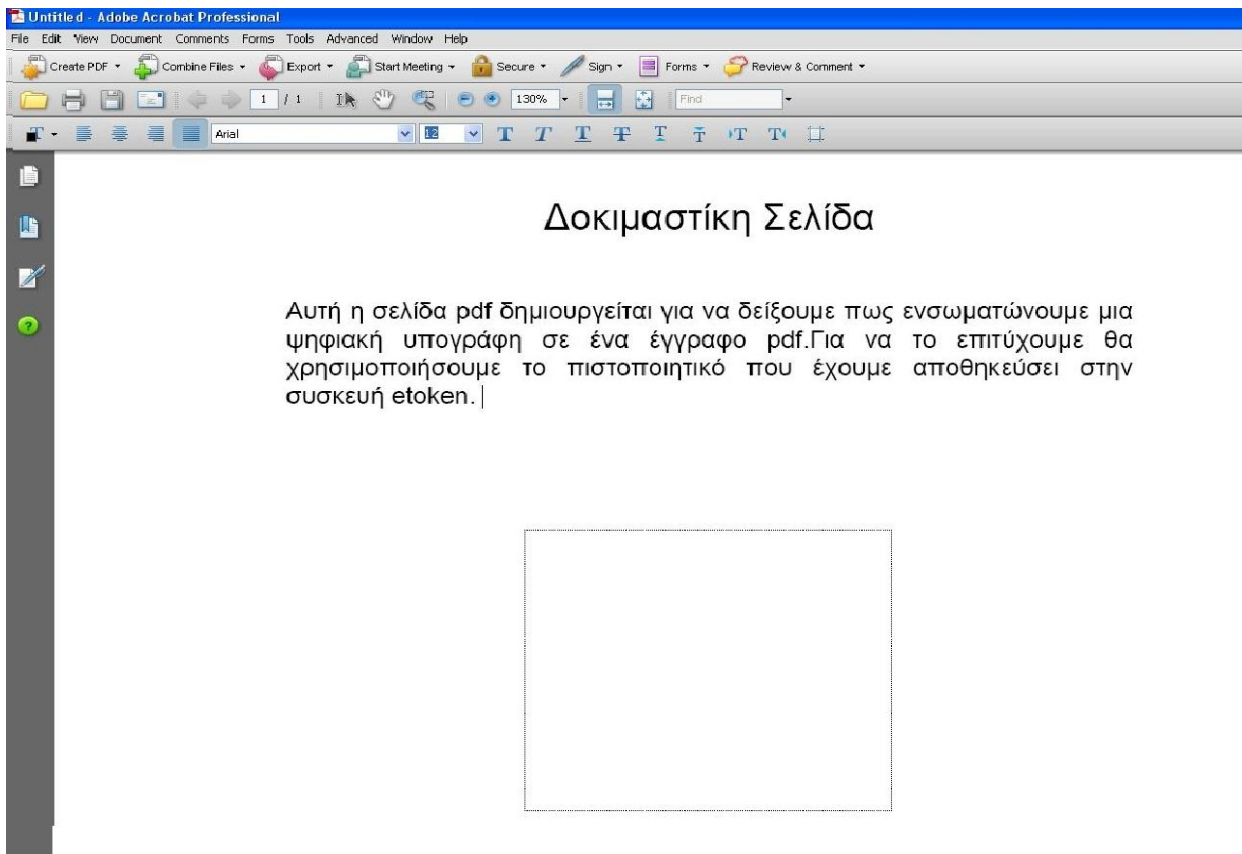 Untitled - Adobe Acrobat Professional
File Edit View Document Comments Forms Tools Advanced Window Help
Create PDF Combine Files Export Start Meeting Secure Sign Forms Review & Comment
1 / 1 130% Find
Arial 12
Δοκιμαστίκη Σελίδα
Αυτή η σελίδα pdf δημιουργείται για να δείξουμε πως ενσωματώνουμε μια
ψηφιακή υπογράφη σε ένα έγγραφο pdf.Για να το επιτύχουμε θα
χρησιμοποιήσουμε το πιστοποιητικό που έχουμε αποθηκεύσει στην
συσκευή etoken.